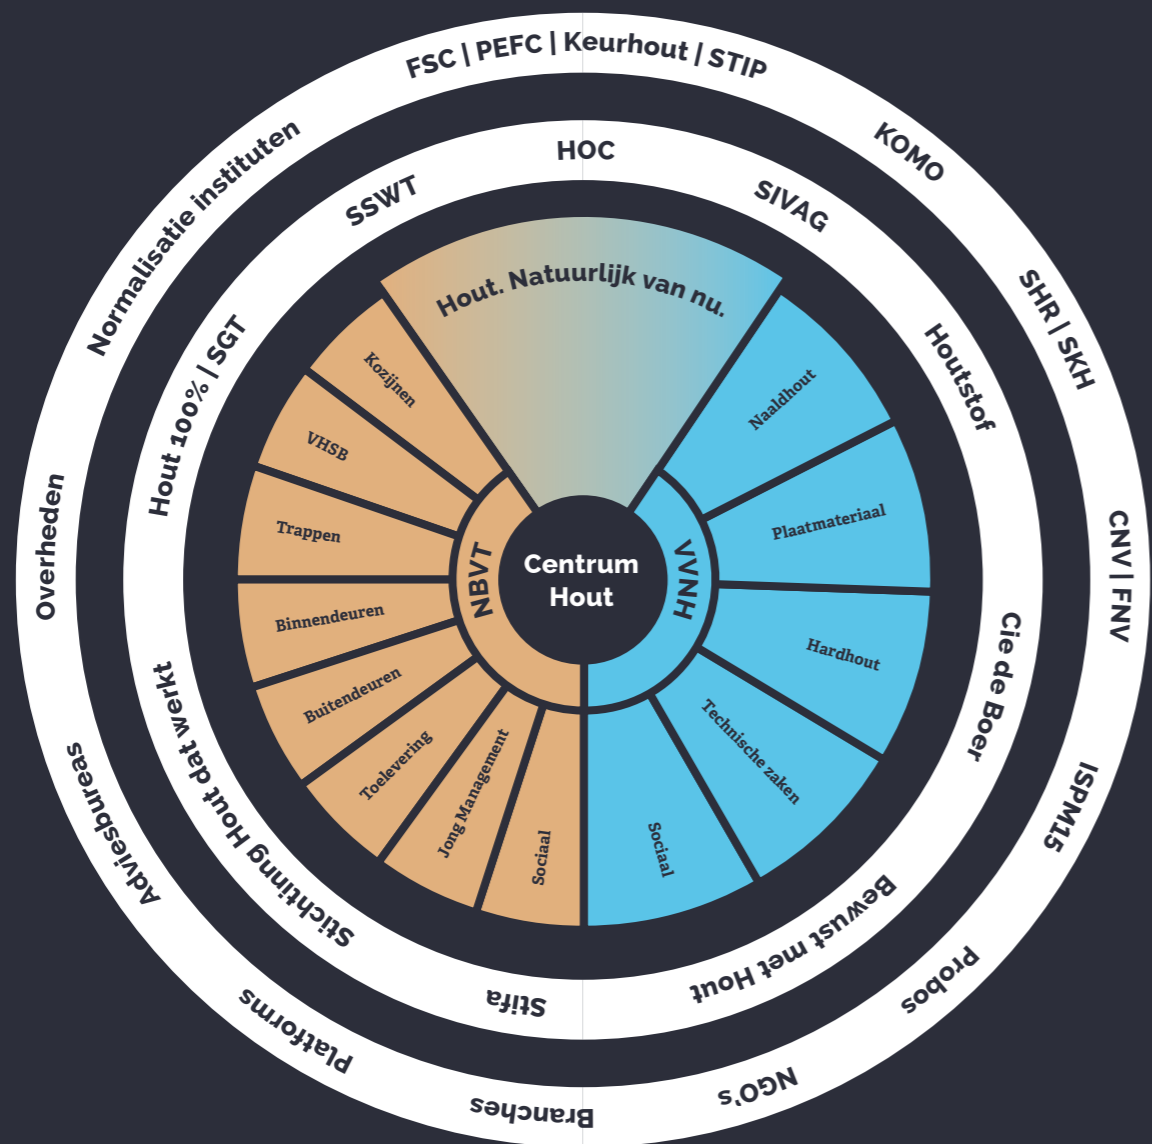 FSC | PEFC | Keurhout | STIP
KOMO
SHR | SKH
CNV | FNV
ISPM15
Probos
NGO's
Branches
Platforms
Adviesbureas
Overheden
Normalisatie instituten
HOC
SIVAG
Houtstof
Cie de Boer
Bewust met Hout
Stifa
Stichtinng Hout dat werkt
Hout 100% | SGT
SSWT
Hout. Natuurlijk van nu.
Naaldhout
Plaatmateriaal
Hardhout
Technische zaken
Sociaal
Sociaal
Jong Management
Toelevering
Buitendeuren
Binnendeuren
Trappen
VHSB
Kozijnen
NBVT
VVNH
Centrum
Hout